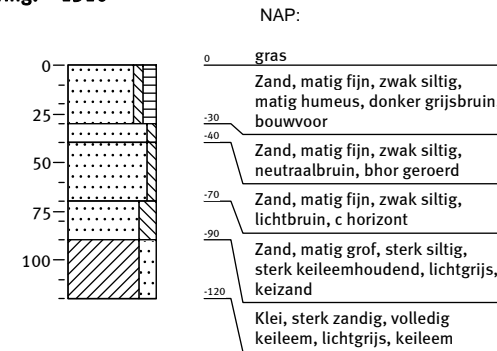 NAP:
0 gras
0
Zand, matig fijn, zwak siltig,
matig humeus, donker grijsbruin,
25
-30 bouwvoor
-40 Zand, matig fijn, zwak siltig,
50
neutraalbruin, bhor geroerd
-70 Zand, matig fijn, zwak siltig,
75
lichtbruin, c horizont
-90 Zand, matig grof, sterk siltig,
100
sterk keileemhoudend, lichtgrijs,
keizand
-120
Klei, sterk zandig, volledig
keileem, lichtgrijs, keileem